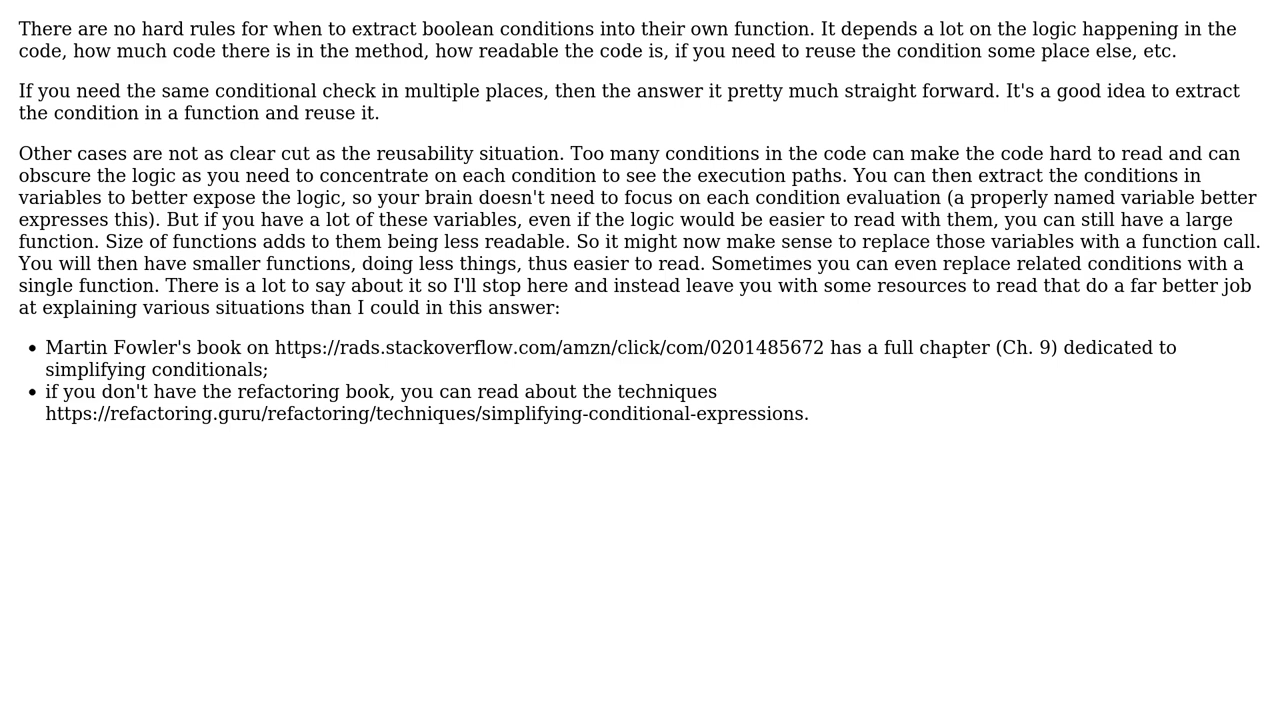 There are no hard rules for when to extract boolean conditions into their own function. It depends a lot on the logic happening in the
code, how much code there is in the method, how readable the code is, if you need to reuse the condition some place else, etc.
If you need the same conditional check in multiple places, then the answer it pretty much straight forward. It's a good idea to extract
the condition in a function and reuse it.
Other cases are not as clear cut as the reusability situation. Too many conditions in the code can make the code hard to read and can
obscure the logic as you need to concentrate on each condition to see the execution paths. You can then extract the conditions in
variables to better expose the logic, so your brain doesn't need to focus on each condition evaluation (a properly named variable better
expresses this). But if you have a lot of these variables, even if the logic would be easier to read with them, you can still have a large
function. Size of functions adds to them being less readable. So it might now make sense to replace those variables with a function call.
You will then have smaller functions, doing less things, thus easier to read. Sometimes you can even replace related conditions with a
single function. There is a lot to say about it so I'll stop here and instead leave you with some resources to read that do a far better job
at explaining various situations than I could in this answer:
• Martin Fowler's book on https://rads.stackoverflow.com/amzn/click/com/0201485672 has a full chapter (Ch. 9) dedicated to
simplifying conditionals;
• if you don't have the refactoring book, you can read about the techniques
https://refactoring.guru/refactoring/techniques/simplifying-conditional-expressions.